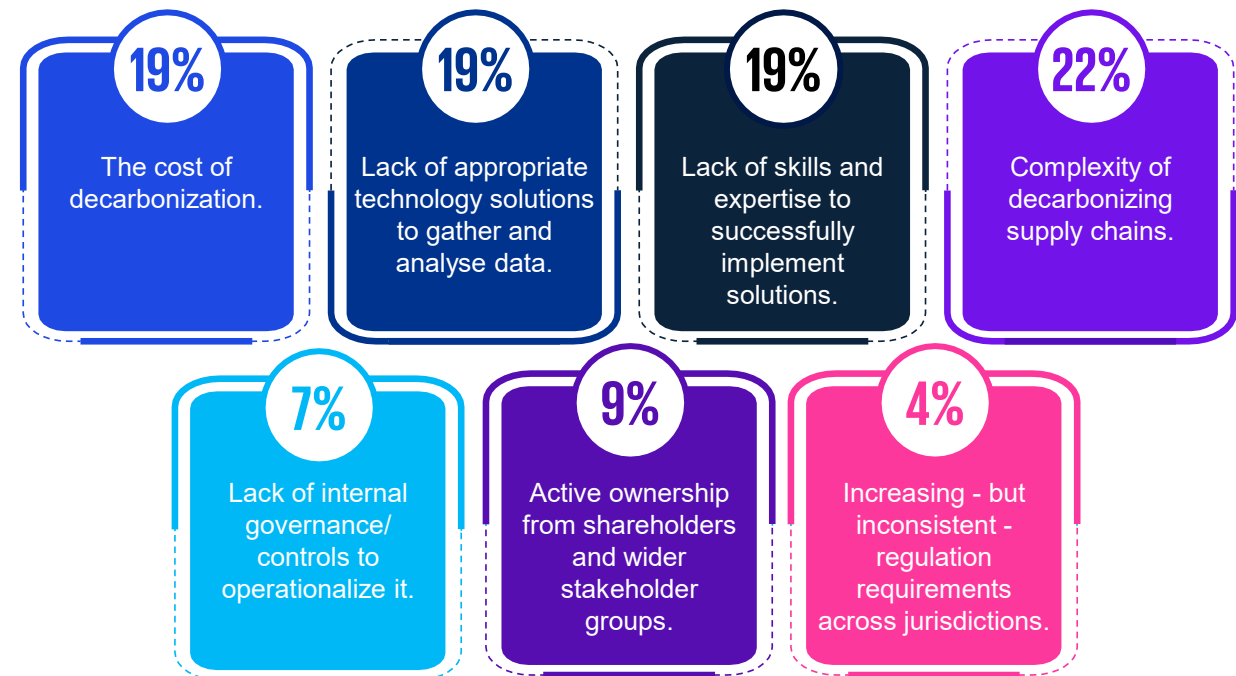 19%
The cost of
decarbonization.
19%
Lack of appropriate
technology solutions
to gather and
analyse data.
19%
Lack of skills and
expertise to
successfully
implement
solutions.
22%
Complexity of
decarbonizing
supply chains.
7%
Lack of internal
governance/
controls to
operationalize it.
9%
Active ownership
from shareholders
and wider
stakeholder
groups.
4%
Increasing - but
inconsistent -
regulation
requirements
across jurisdictions.